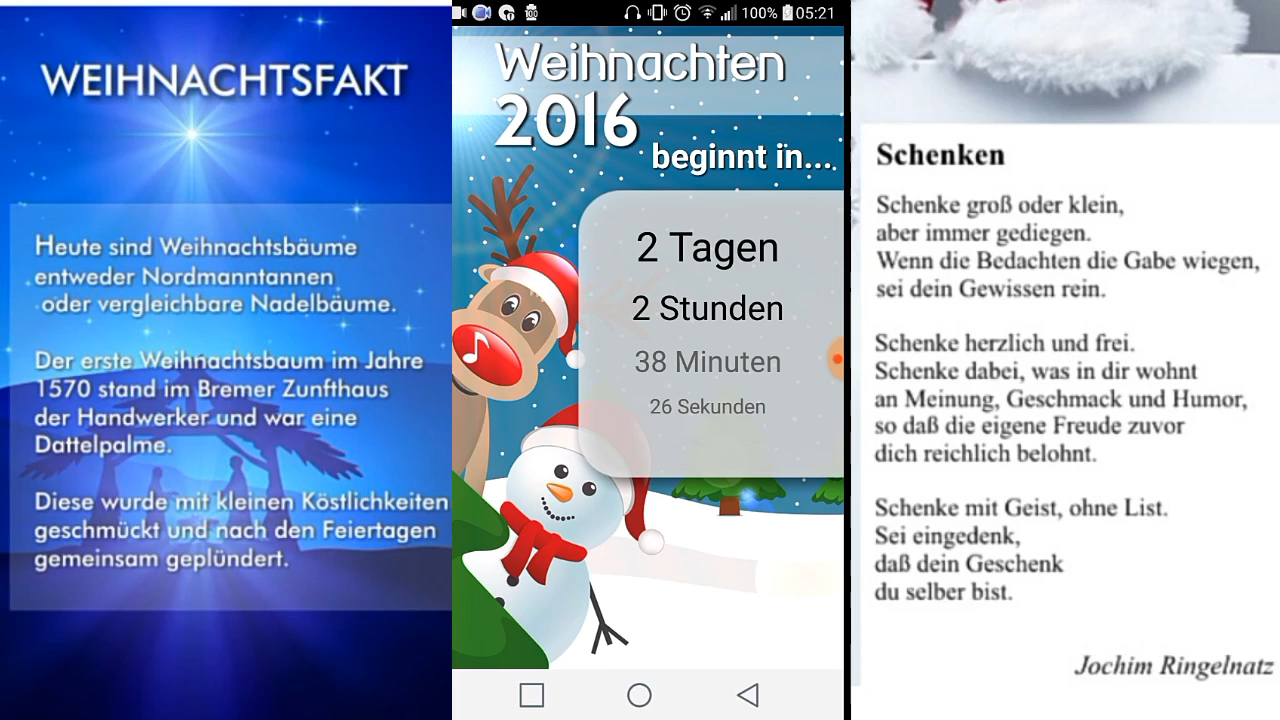 WEIHNACHTSFAKT
Heute sind Weihnachtsbäume
entweder Nordmanntannen
oder vergleichbare Nadelbäume.
Der erste Weihnachtsbaum im Jahre
1570 stand im Bremer Zunfthaus
der Handwerker und war eine
Dattelpalme.
Diese wurde mit kleinen Köstlichkeiten
geschmückt und nach den Feiertagen
gemeinsam geplündert.
100 100% 05:21
Weihnachten
2016
beginnt in...
2 Tagen
2 Stunden
38 Minuten
26 Sekunden
Schenken
Schenke groß oder klein,
aber immer gediegen.
Wenn die Bedachten die Gabe wiegen,
sei dein Gewissen rein.
Schenke herzlich und frei.
Schenke dabei, was in dir wohnt
an Meinung, Geschmack und Humor,
so daß die eigene Freude zuvor
dich reichlich belohnt.
Schenke mit Geist, ohne List.
Sei eingedenk,
daß dein Geschenk
du selber bist.
Jochim Ringelnatz